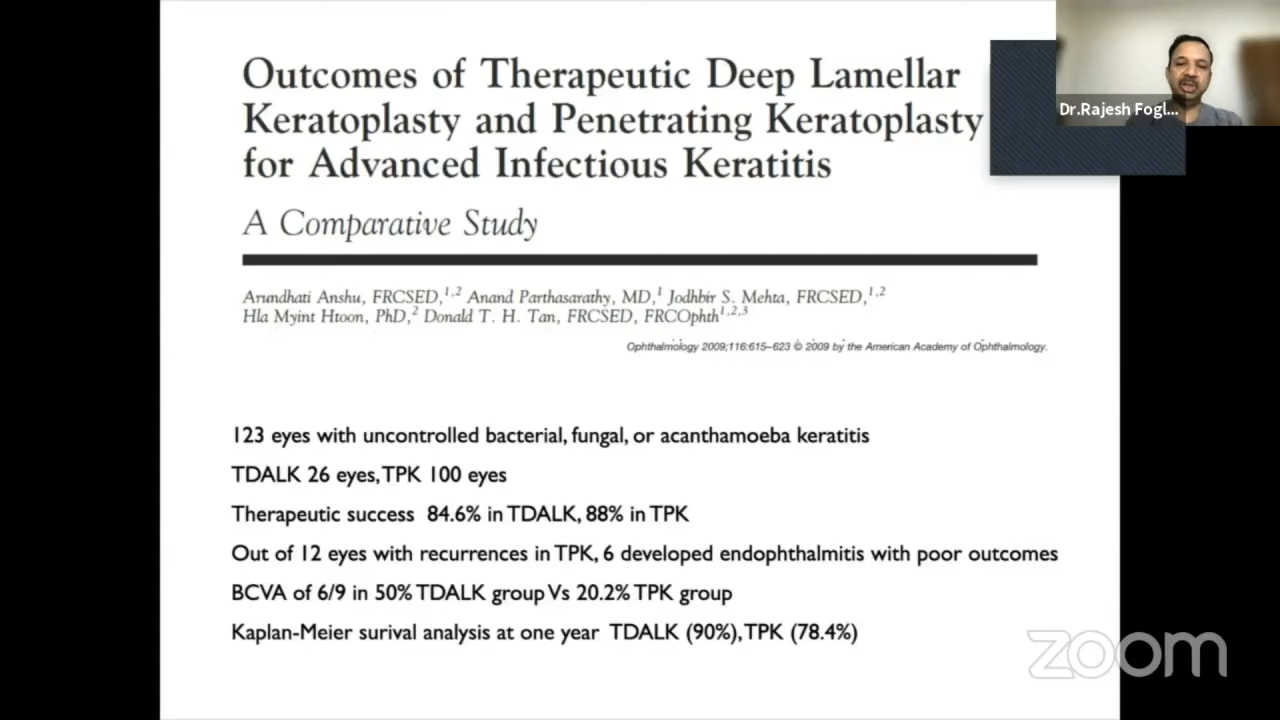 Outcomes of Therapeutic Deep Lamellar
Keratoplasty and Penetrating Keratoplasty
for Advanced Infectious Keratitis
A Comparative Study
Arundhati Anshu, FRCSED,1,2 Anand Parthasarathy, MD,1 Jodhbir S. Mehta, FRCSED,1,2
Hla Myint Htoon, PhD,2 Donald T. H. Tan, FRCSED, FRCOphth1,2,3
Ophthalmology 2009;116:615–623 © 2009 by the American Academy of Ophthalmology.
123 eyes with uncontrolled bacterial, fungal, or acanthamoeba keratitis
TDALK 26 eyes, TPK 100 eyes
Therapeutic success 84.6% in TDALK, 88% in TPK
Out of 12 eyes with recurrences in TPK, 6 developed endophthalmitis with poor outcomes
BCVA of 6/9 in 50% TDALK group Vs 20.2% TPK group
Kaplan-Meier surival analysis at one year TDALK (90%), TPK (78.4%)
Dr.Rajesh Fogl...
zoom